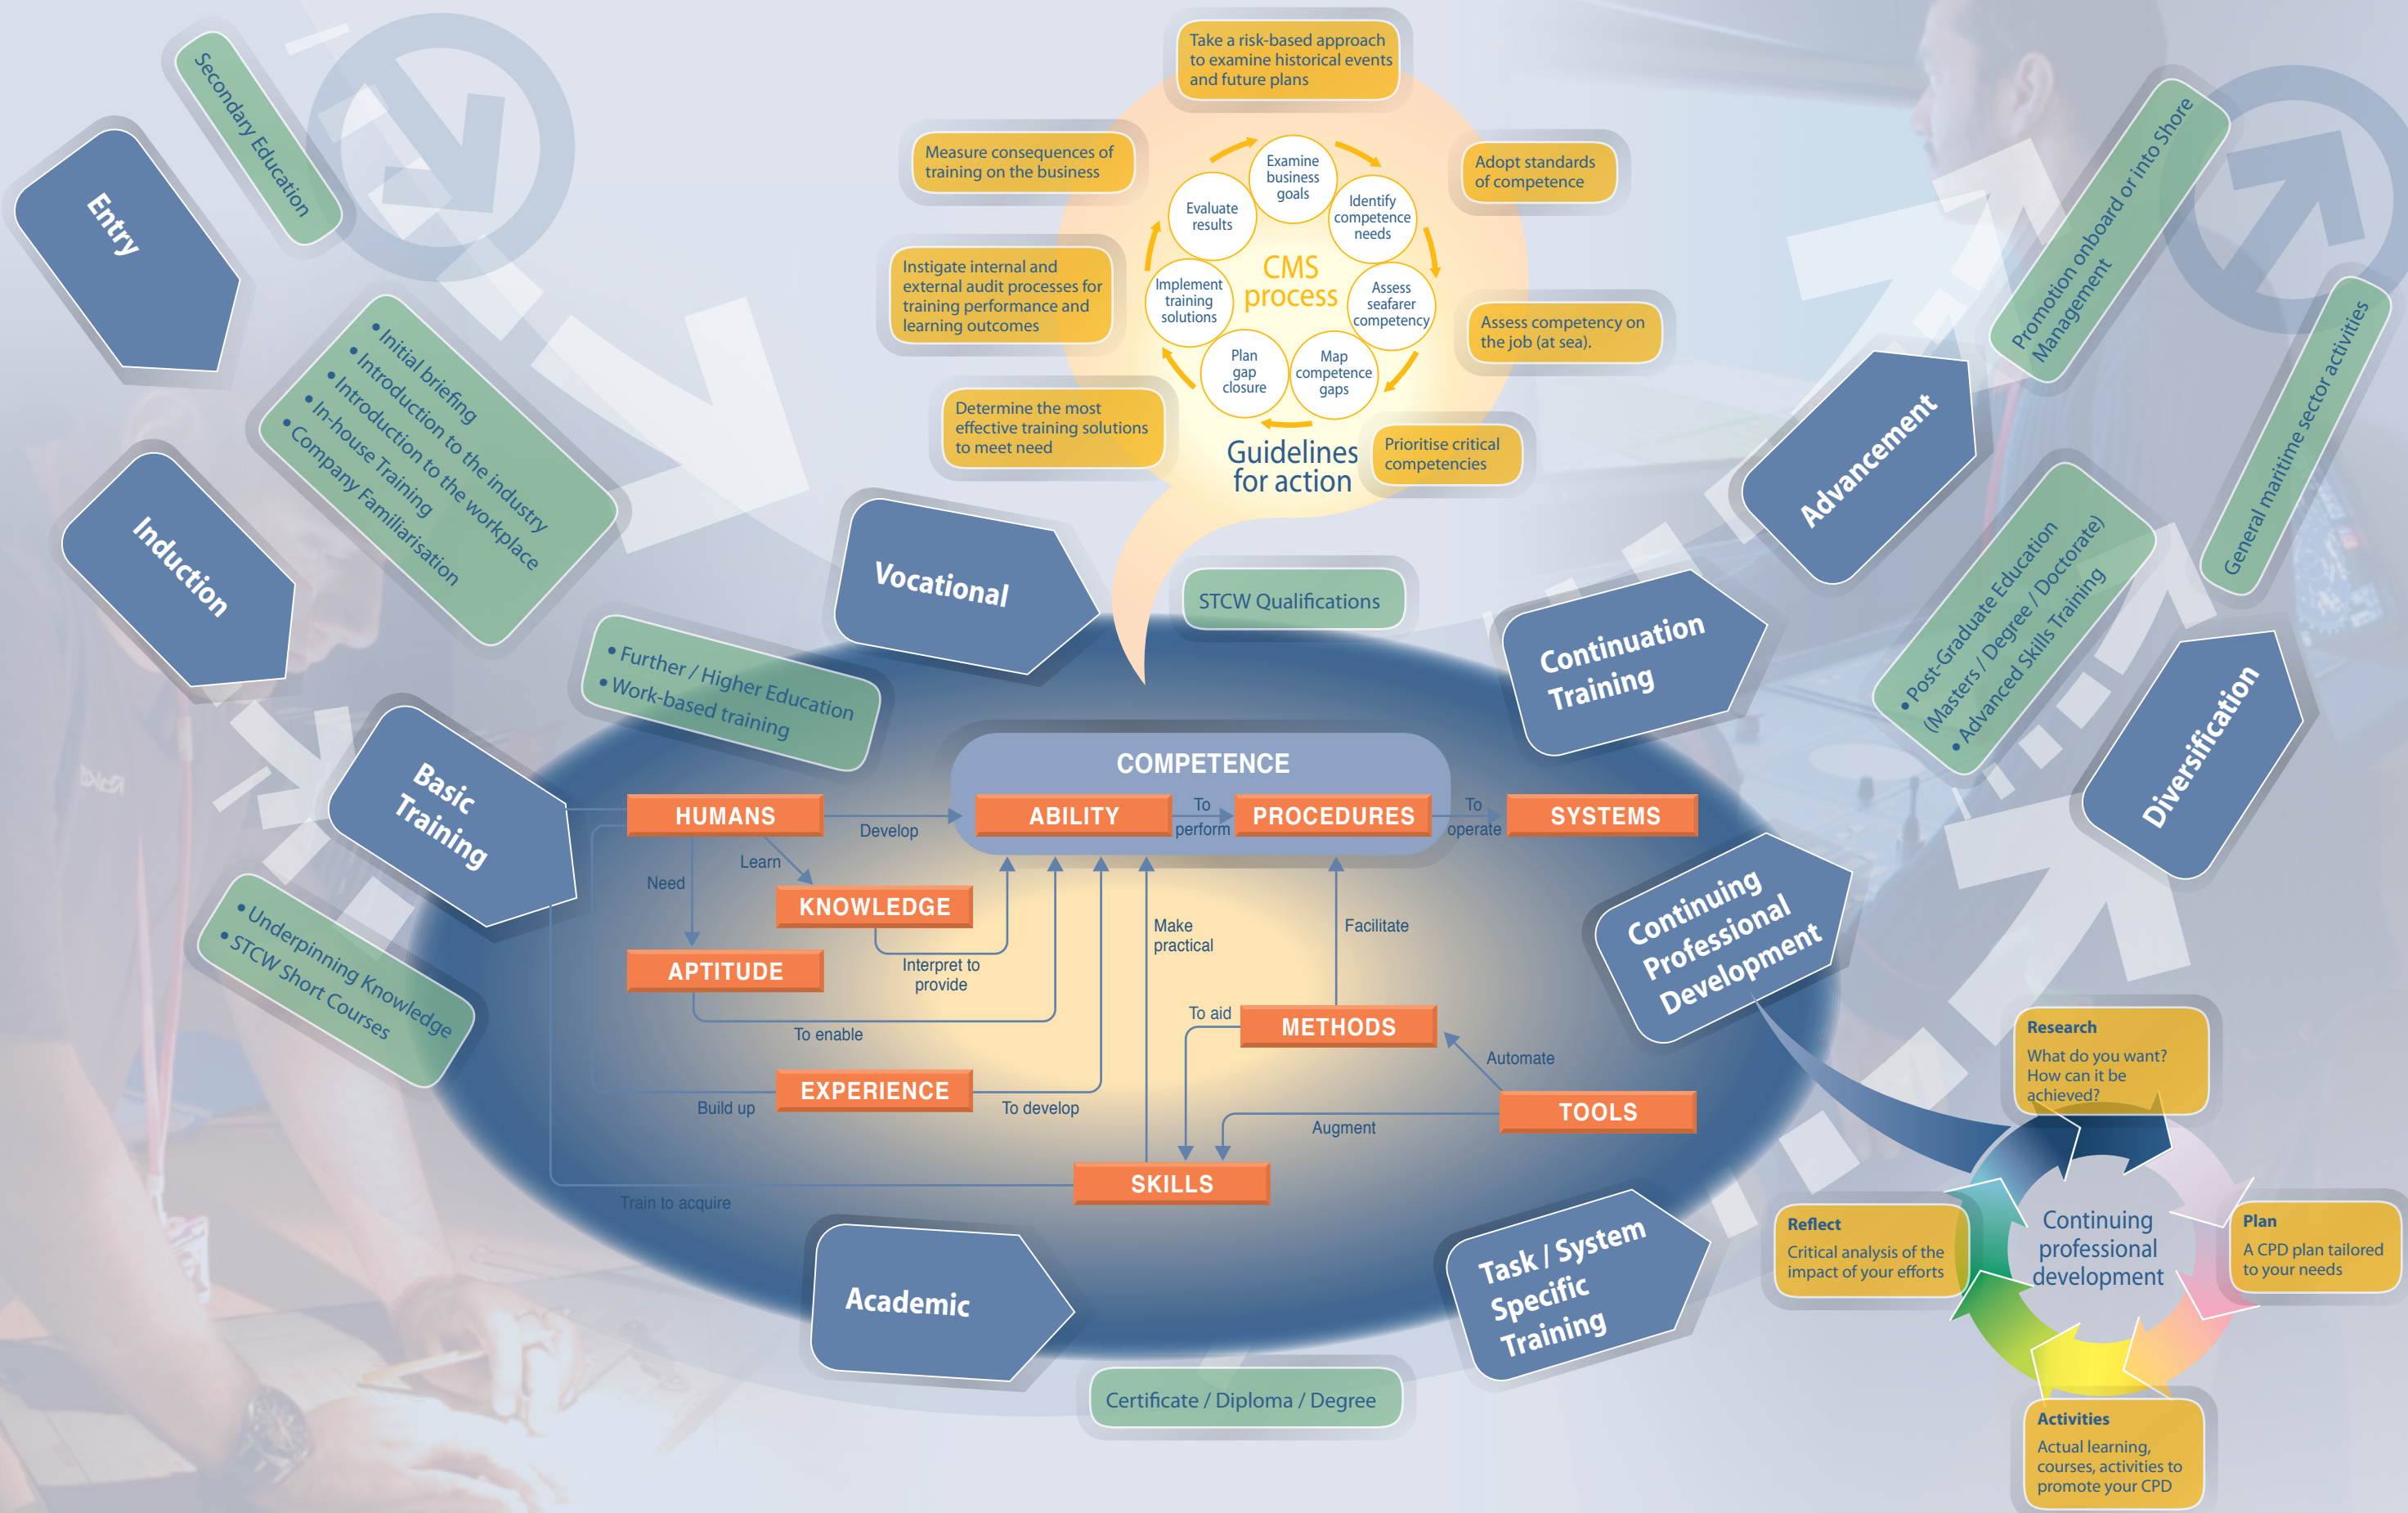 Secondary Education
Entry
• Initial briefing
• Introduction to the industry
• Introduction to the workplace
• In-house Training
• Company Familiarisation
Induction
Basic
Training
• Underpinning Knowledge
• STCW Short Courses
• Further / Higher Education
• Work-based training
Vocational
Take a risk-based approach
to examine historical events
and future plans
Measure consequences of
training on the business
Adopt standards
of competence
Instigate internal and
external audit processes for
training performance and
learning outcomes
Assess competency on
the job (at sea).
Determine the most
effective training solutions
to meet need
Prioritise critical
competencies
Examine
business
goals
Identify
competence
needs
Assess
seafarer
competency
Map
competence
gaps
Plan
gap
closure
Implement
training
solutions
Evaluate
results
CMS
process
Guidelines
for action
STCW Qualifications
Continuation
Training
Advancement
Promotion onboard or into Shore
Management
General maritime sector activities
• Post-Graduate Education
(Masters / Degree / Doctorate)
• Advanced Skills Training
Diversification
COMPETENCE
HUMANS
Develop
ABILITY
To
perform
PROCEDURES
To
operate
SYSTEMS
Need
Learn
KNOWLEDGE
Interpret to
provide
APTITUDE
To enable
Build up
EXPERIENCE
To develop
Make
practical
Facilitate
To aid
METHODS
Automate
TOOLS
Augment
SKILLS
Train to acquire
Continuing
Professional
Development
Academic
Task / System
Specific
Training
Certificate / Diploma / Degree
Research
What do you want?
How can it be
achieved?
Reflect
Critical analysis of the
impact of your efforts
Continuing
professional
development
Plan
A CPD plan tailored
to your needs
Activities
Actual learning,
courses, activities to
promote your CPD